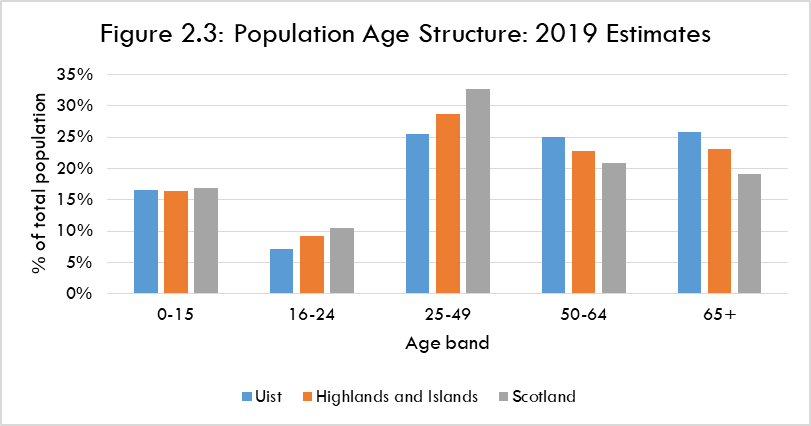 Figure 2.3: Population Age Structure: 2019 Estimates
% of total population
35%
30%
25%
20%
15%
10%
5%
0%
0-15 16-24 25-49 50-64 65+
Age band
Uist Highlands and Islands Scotland